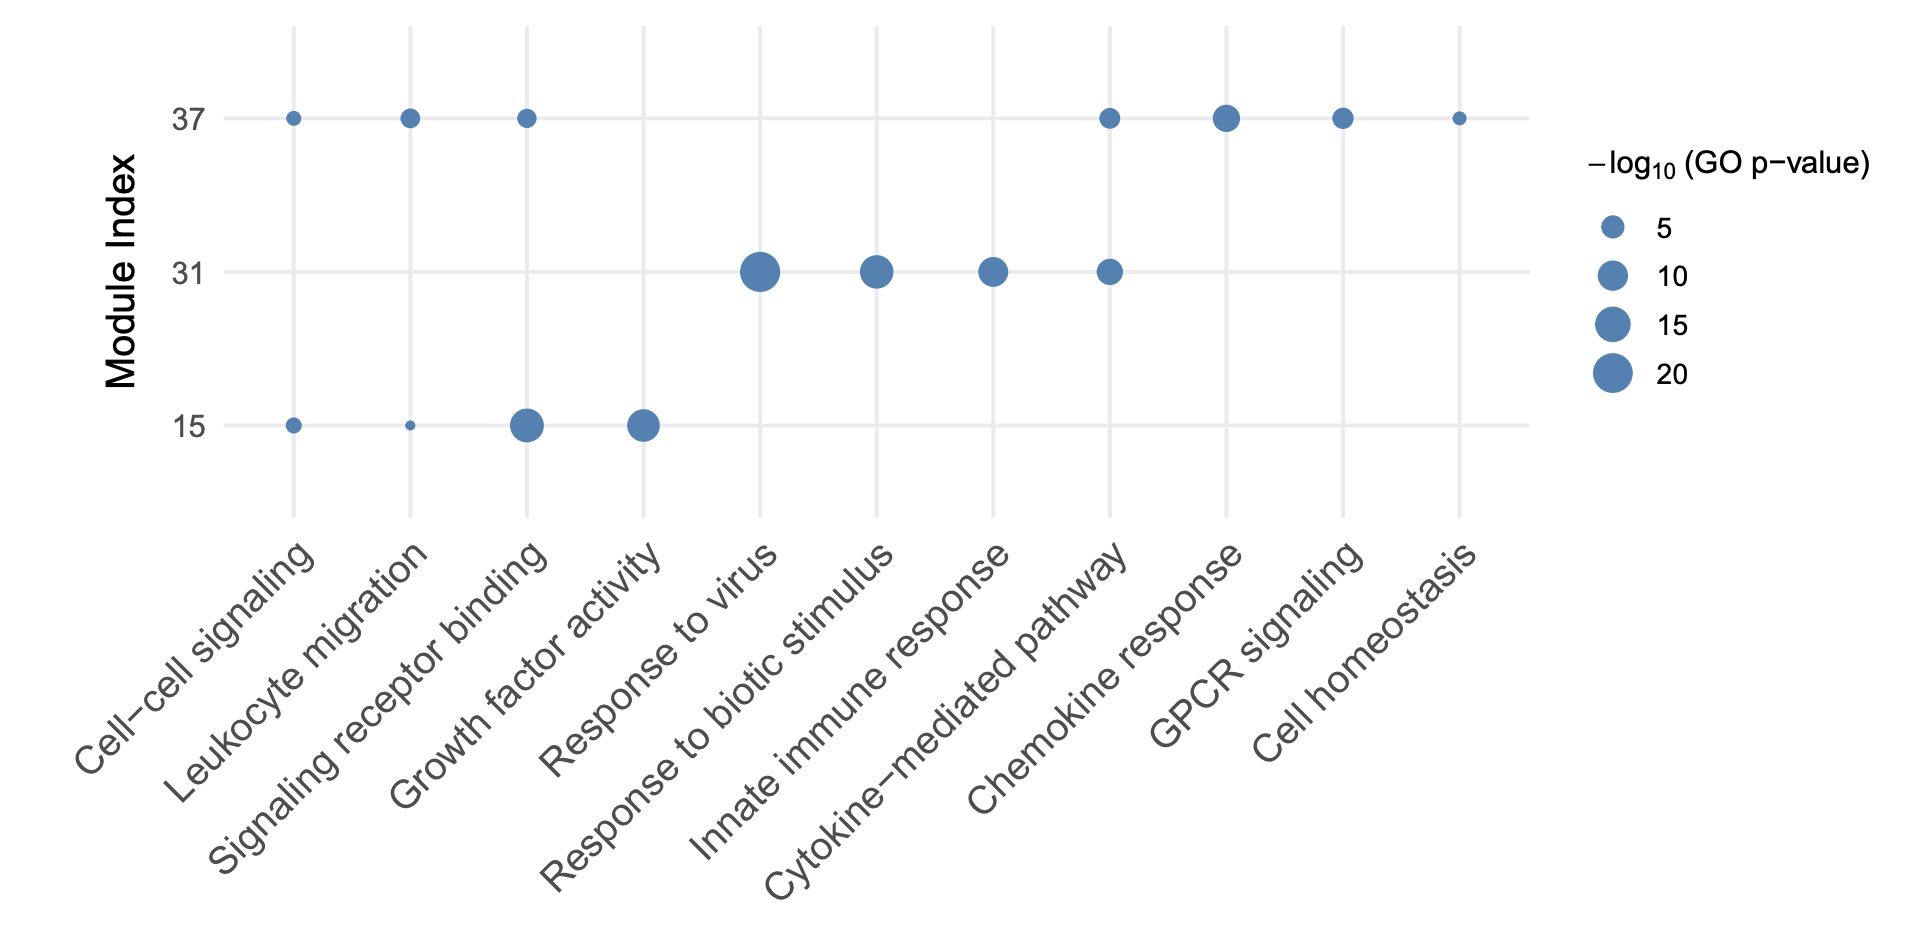 Module Index
37
31
15
Cell−cell signaling
Leukocyte migration
Signaling receptor binding
Growth factor activity
Response to virus
Response to biotic stimulus
Innate immune response
Cytokine−mediated pathway
Chemokine response
GPCR signaling
Cell homeostasis
−log₁₀ (GO p−value)
5
10
15
20